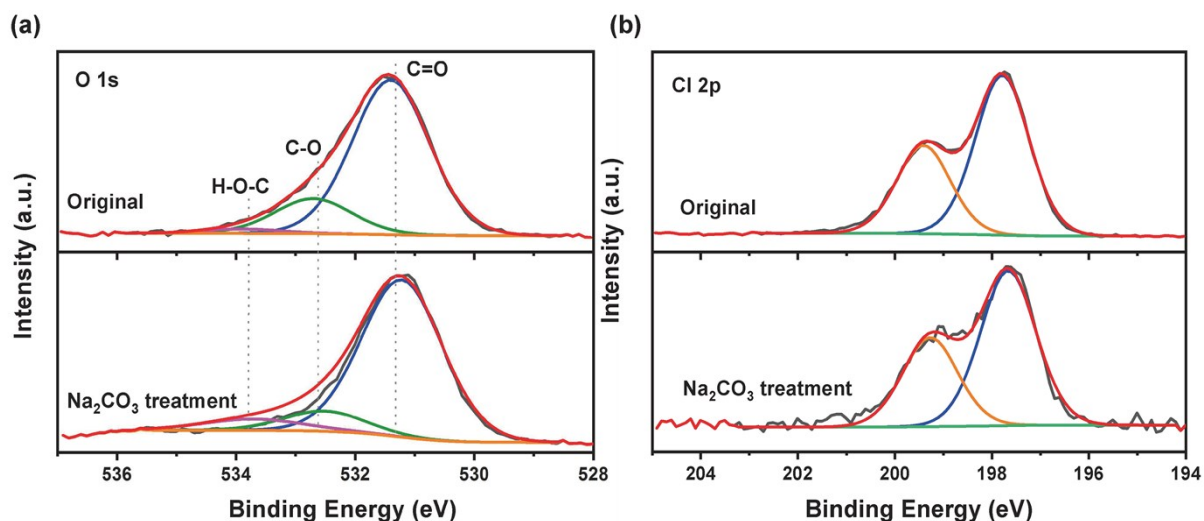 (a)
O 1s
C=O
C-O
H-O-C
Original
Na₂CO₃ treatment
Intensity (a.u.)
536 534 532 530 528
Binding Energy (eV)
(b)
Cl 2p
Original
Na₂CO₃ treatment
Intensity (a.u.)
204 202 200 198 196 194
Binding Energy (eV)